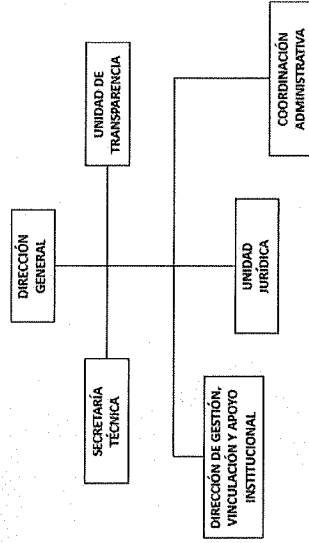 DIRECCIÓN
GENERAL
SECRETARÍA
TÉCNICA
UNIDAD DE
TRANSPARENCIA
DIRECCIÓN DE GESTIÓN,
VINCULACIÓN Y APOYO
INSTITUCIONAL
UNIDAD
JURÍDICA
COORDINACIÓN
ADMINISTRATIVA